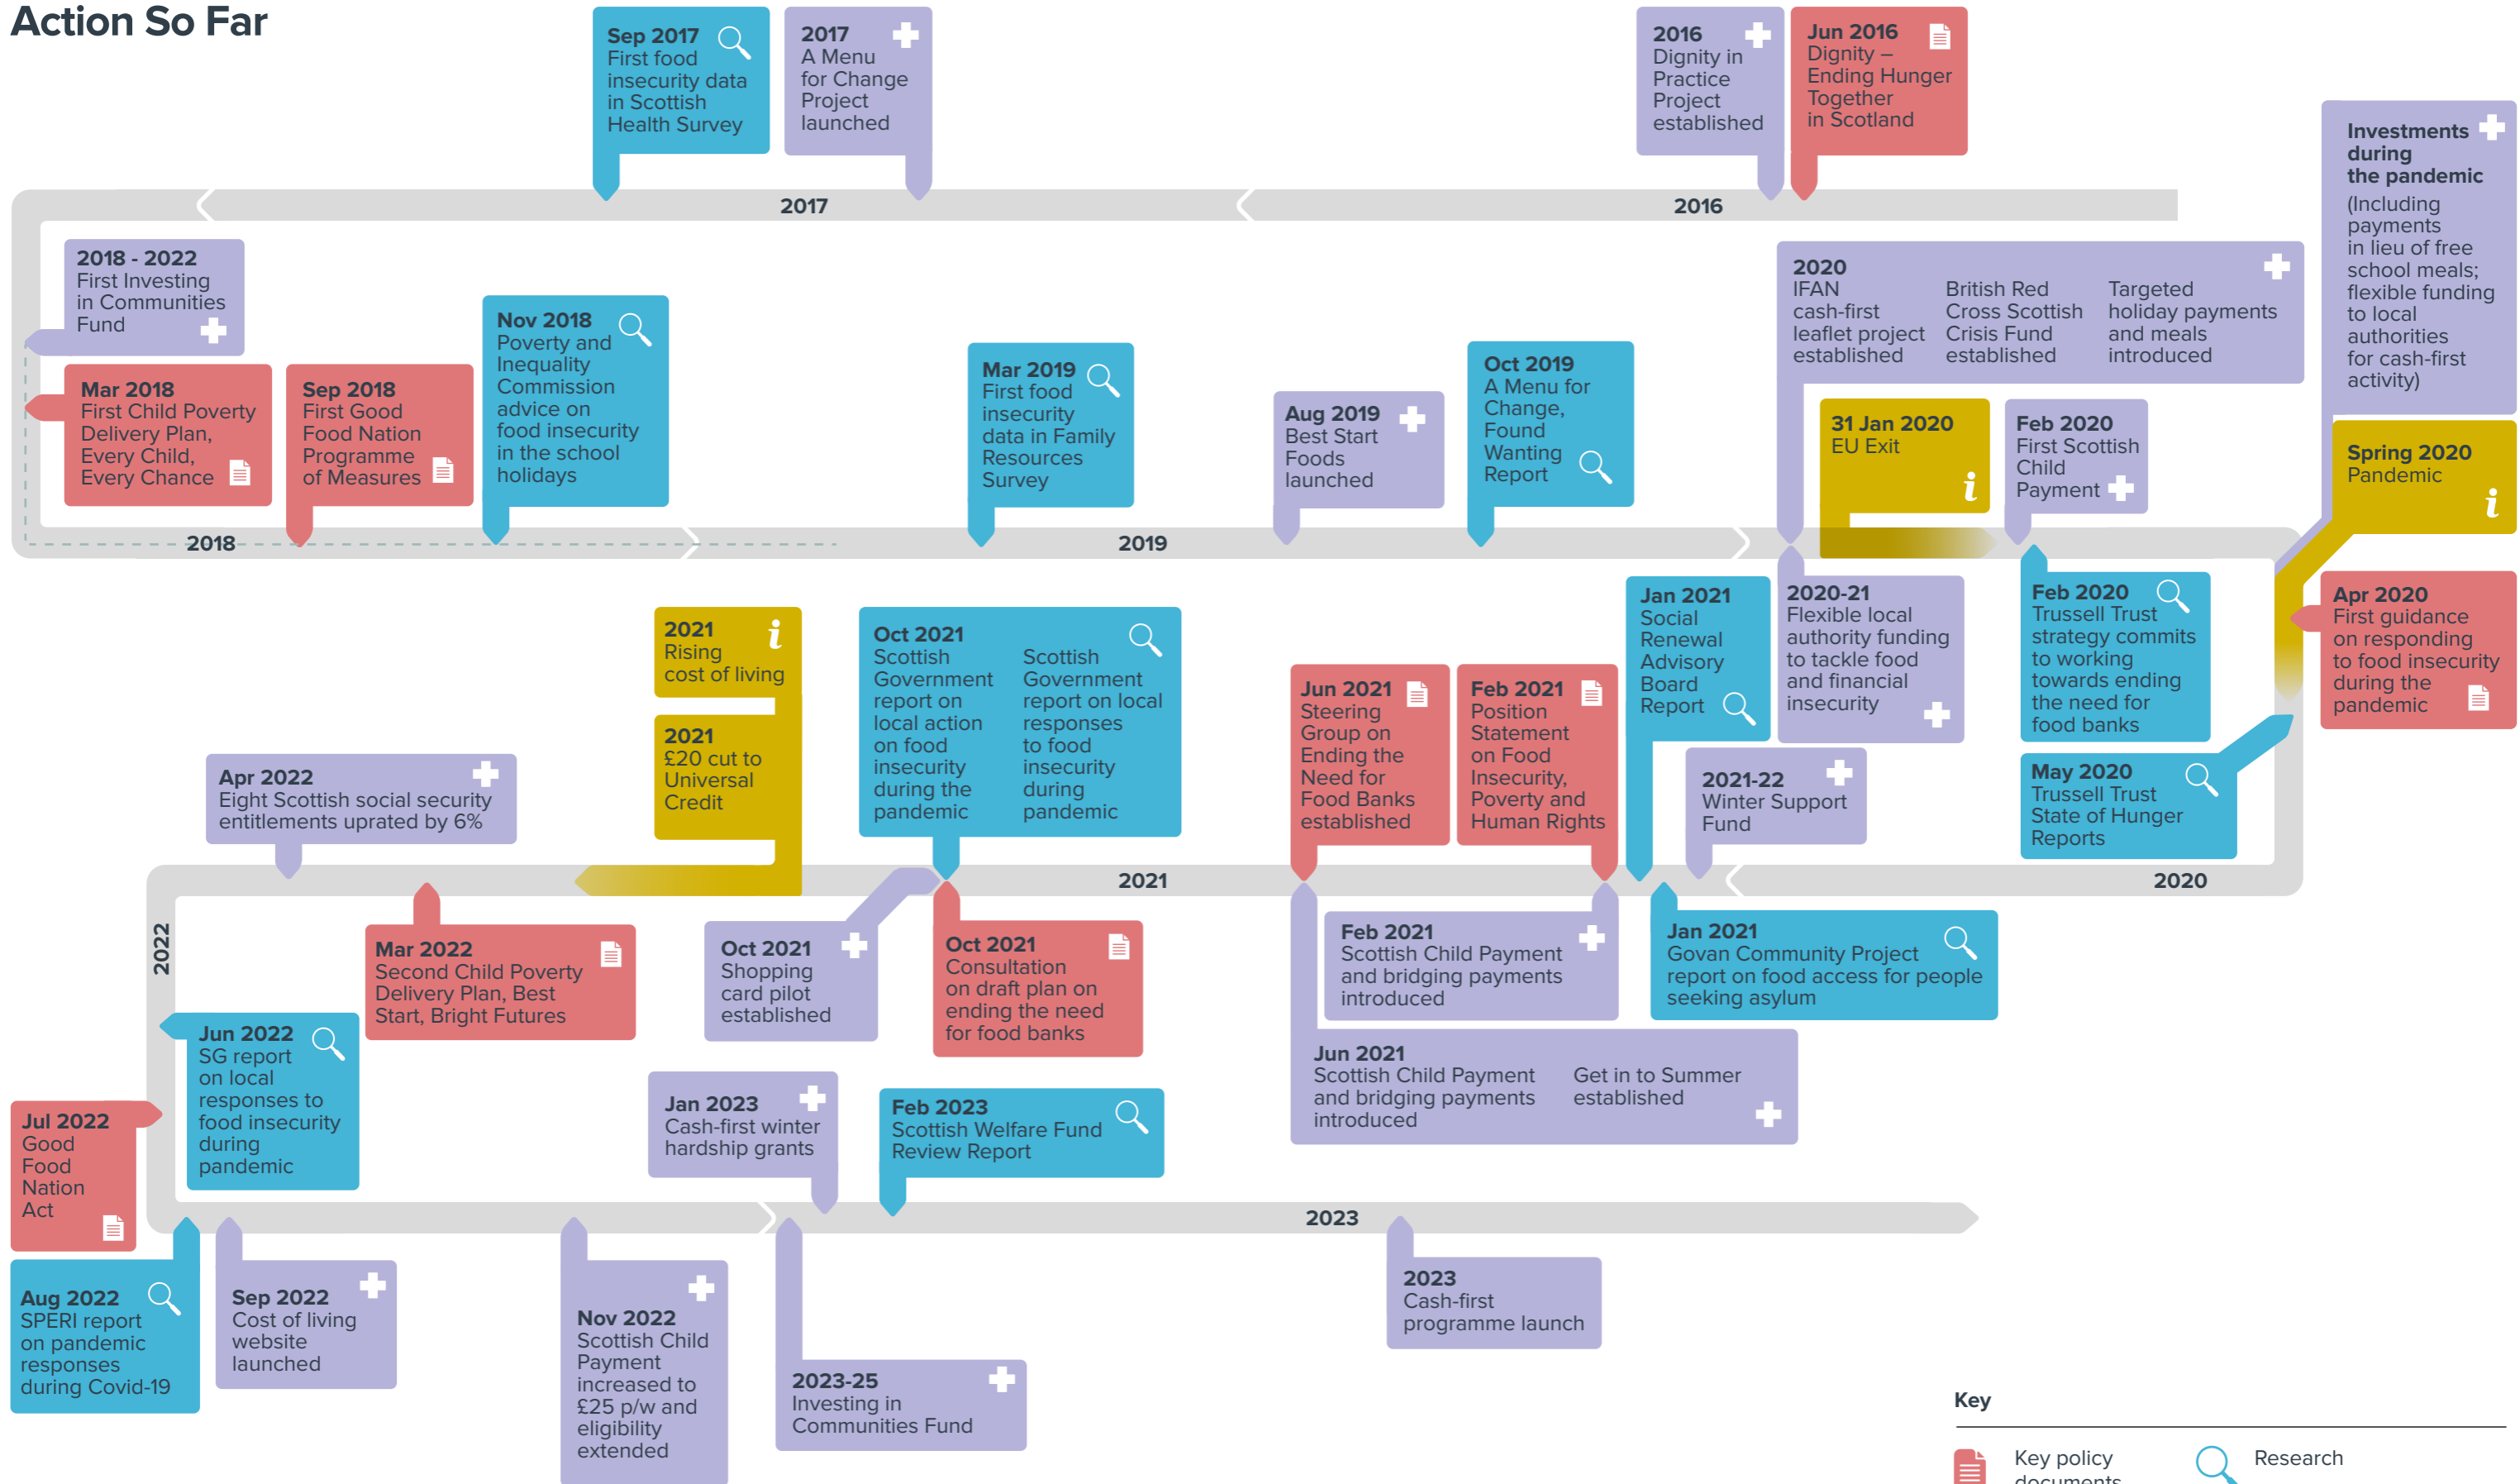 Action So Far
Sep 2017
First food
insecurity data
in Scottish
Health Survey
2017
A Menu
for Change
Project
launched
2016
Dignity in
Practice
Project
established
Jun 2016
Dignity –
Ending Hunger
Together
in Scotland
Investments
during
the pandemic
(Including
payments
in lieu of free
school meals;
flexible funding
to local
authorities
for cash-first
activity)
2017
2016
2018 - 2022
First Investing
in Communities
Fund
Mar 2018
First Child Poverty
Delivery Plan,
Every Child,
Every Chance
Sep 2018
First Good
Food Nation
Programme
of Measures
Nov 2018
Poverty and
Inequality
Commission
advice on
food insecurity
in the school
holidays
Mar 2019
First food
insecurity
data in Family
Resources
Survey
Aug 2019
Best Start
Foods
launched
Oct 2019
A Menu for
Change,
Found
Wanting
Report
2020
IFAN
cash-first
leaflet project
established
British Red
Cross Scottish
Crisis Fund
established
Targeted
holiday payments
and meals
introduced
31 Jan 2020
EU Exit
Feb 2020
First Scottish
Child
Payment
Spring 2020
Pandemic
2018
2019
2021
Rising
cost of living
2021
£20 cut to
Universal
Credit
Oct 2021
Scottish
Government
report on
local action
on food
insecurity
during the
pandemic
Scottish
Government
report on local
responses
to food
insecurity
during
pandemic
Jun 2021
Steering
Group on
Ending the
Need for
Food Banks
established
Feb 2021
Position
Statement
on Food
Insecurity,
Poverty and
Human Rights
Jan 2021
Social
Renewal
Advisory
Board
Report
2020-21
Flexible local
authority funding
to tackle food
and financial
insecurity
2021-22
Winter Support
Fund
Feb 2020
Trussell Trust
strategy commits
to working
towards ending
the need for
food banks
May 2020
Trussell Trust
State of Hunger
Reports
Apr 2020
First guidance
on responding
to food insecurity
during the
pandemic
Apr 2022
Eight Scottish social security
entitlements uprated by 6%
2021
2020
2022
Mar 2022
Second Child Poverty
Delivery Plan, Best
Start, Bright Futures
Oct 2021
Shopping
card pilot
established
Oct 2021
Consultation
on draft plan on
ending the need
for food banks
Feb 2021
Scottish Child Payment
and bridging payments
introduced
Jan 2021
Govan Community Project
report on food access for people
seeking asylum
Jun 2021
Scottish Child Payment
and bridging payments
introduced
Get in to Summer
established
Jun 2022
SG report
on local
responses to
food insecurity
during
pandemic
Jul 2022
Good
Food
Nation
Act
Jan 2023
Cash-first winter
hardship grants
Feb 2023
Scottish Welfare Fund
Review Report
2023
Aug 2022
SPERI report
on pandemic
responses
during Covid-19
Sep 2022
Cost of living
website
launched
Nov 2022
Scottish Child
Payment
increased to
£25 p/w and
eligibility
extended
2023-25
Investing in
Communities Fund
2023
Cash-first
programme launch
Key
Key policy
documents
Research